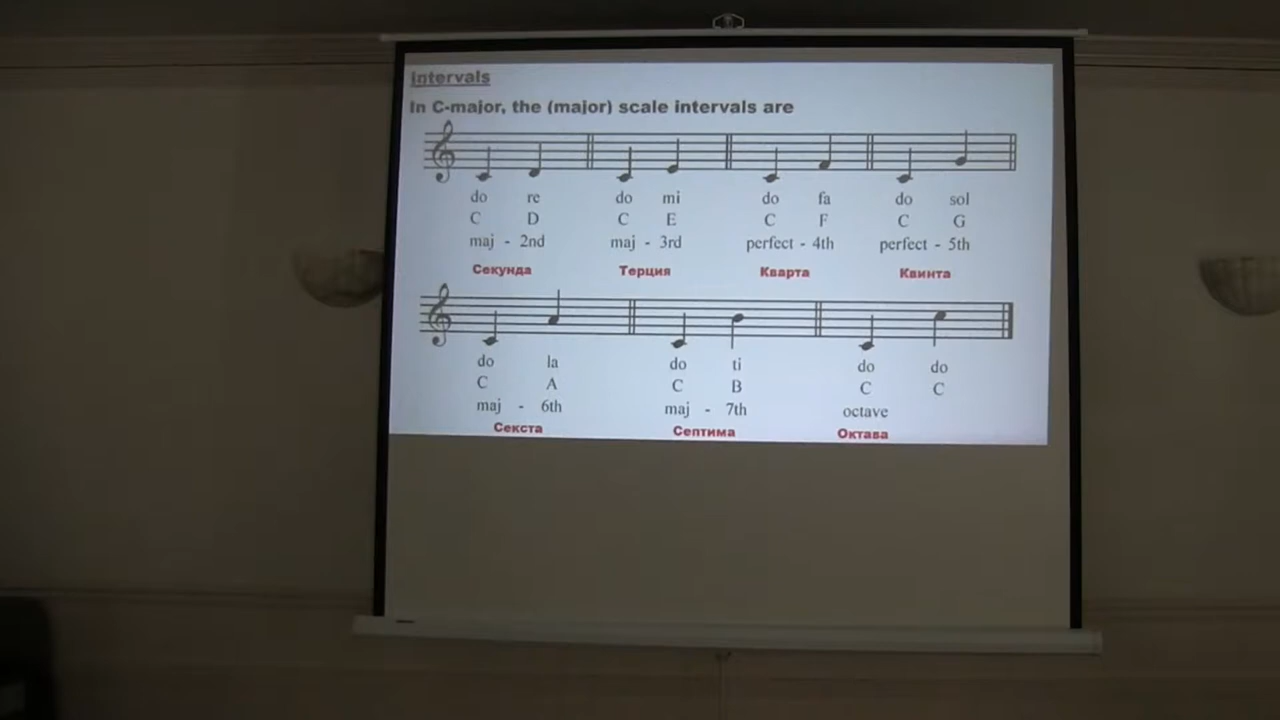 Intervals
In C-major, the (major) scale intervals are
do re do mi do fa do sol
C D C E C F C G
maj - 2nd maj - 3rd perfect - 4th perfect - 5th
Секунда Терция Кварта Квинта
do la do ti do do
C A C B C C
maj - 6th maj - 7th octave
Секста Септима Октава